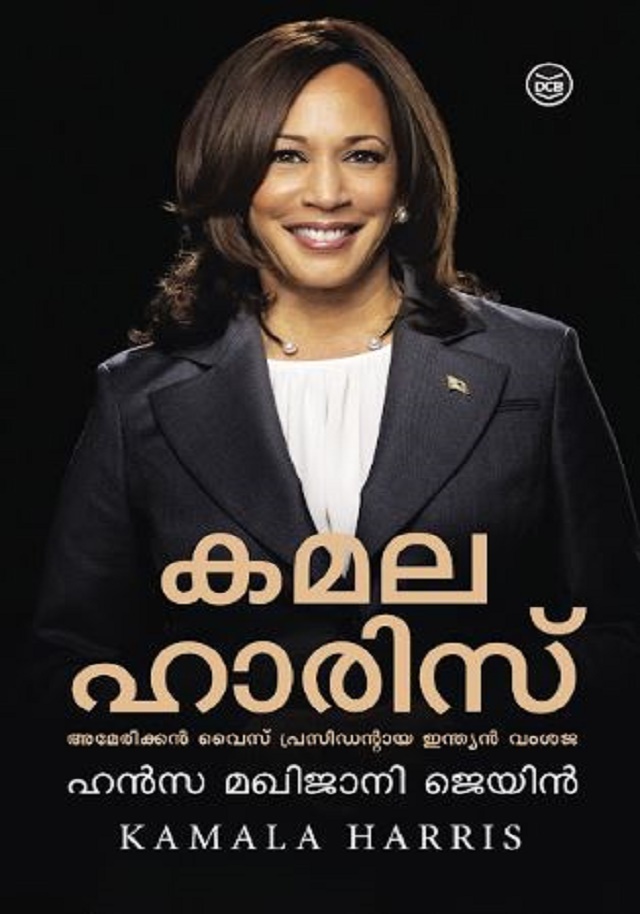 DCB
കമല
ഹാരിസ്
അമേരിക്കൻ വൈസ് പ്രസീഡന്റായ ഇന്ത്യൻ വംശജ
ഹൻസ മഖിജാനി ജെയിൻ
KAMALA HARRIS